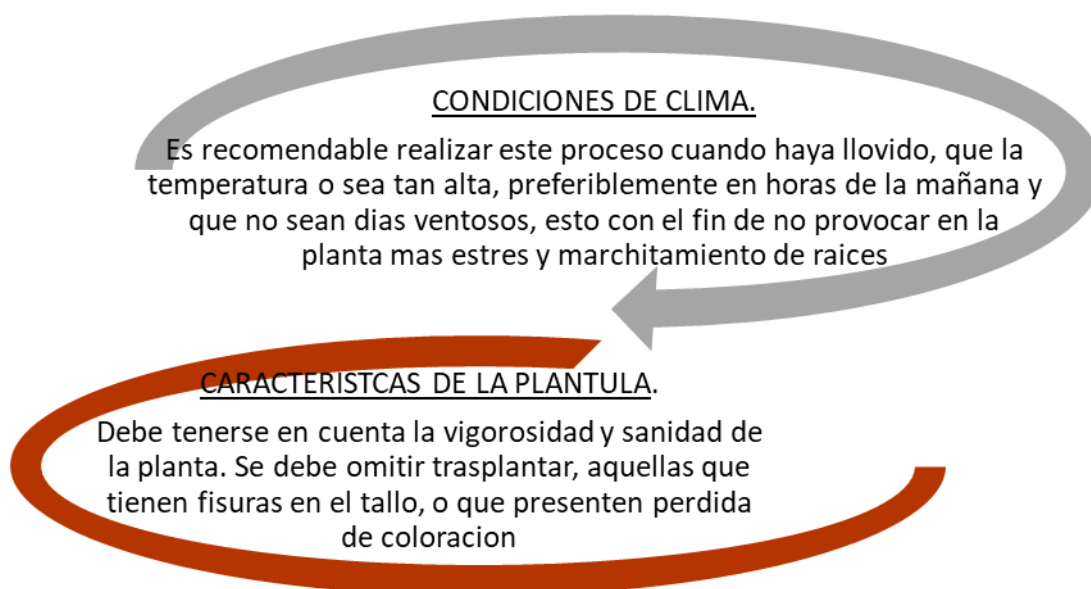 CONDICIONES DE CLIMA.
Es recomendable realizar este proceso cuando haya llovido, que la
temperatura o sea tan alta, preferiblemente en horas de la mañana y
que no sean dias ventosos, esto con el fin de no provocar en la
planta mas estres y marchitamiento de raices
CARACTERISTCAS DE LA PLANTULA.
Debe tenerse en cuenta la vigorosidad y sanidad de
la planta. Se debe omitir trasplantar, aquellas que
tienen fisuras en el tallo, o que presenten perdida
de coloracion